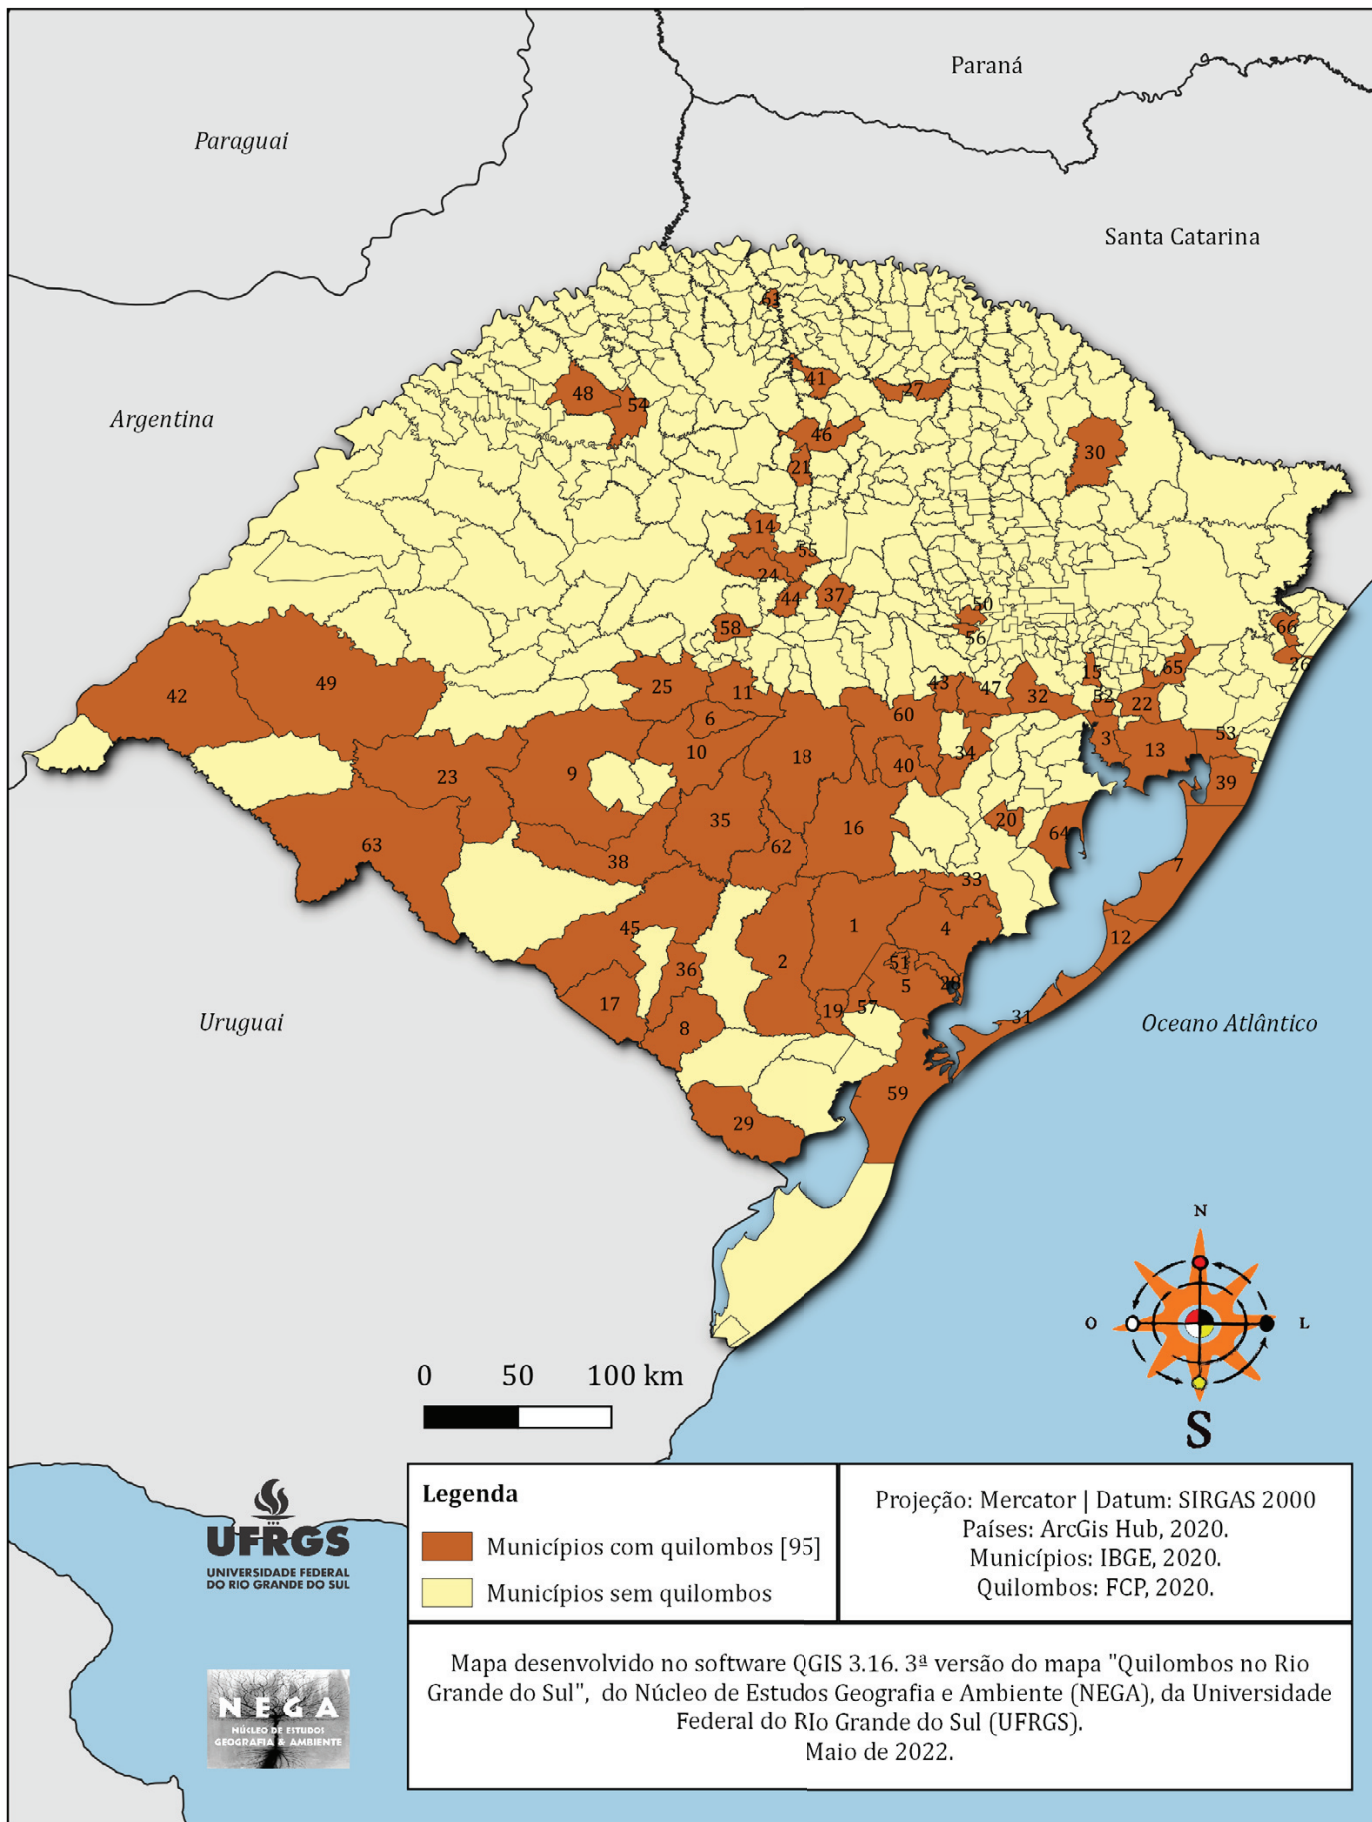 Paraná
Paraguai
Santa Catarina
63
41
27
48
54
Argentina
46
30
21
14
55
24
44
37
50
58
56
66
26
65
15
43
47
32
52
22
25
11
42
49
6
60
53
3
13
10
18
34
23
9
40
39
35
16
20
64
63
62
38
7
33
1
45
4
12
2
36
51
28
5
17
19
57
31
8
Uruguai
Oceano Atlântico
59
29
N
O
L
S
0 50 100 km
Legenda
Municípios com quilombos [95]
Municípios sem quilombos
Projeção: Mercator | Datum: SIRGAS 2000
Países: ArcGis Hub, 2020.
Municípios: IBGE, 2020.
Quilombos: FCP, 2020.
UFRGS
UNIVERSIDADE FEDERAL
DO RIO GRANDE DO SUL
NEGA
NÚCLEO DE ESTUDOS
GEOGRAFIA & AMBIENTE
Mapa desenvolvido no software QGIS 3.16. 3ª versão do mapa "Quilombos no Rio
Grande do Sul", do Núcleo de Estudos Geografia e Ambiente (NEGA), da Universidade
Federal do RIo Grande do Sul (UFRGS).
Maio de 2022.